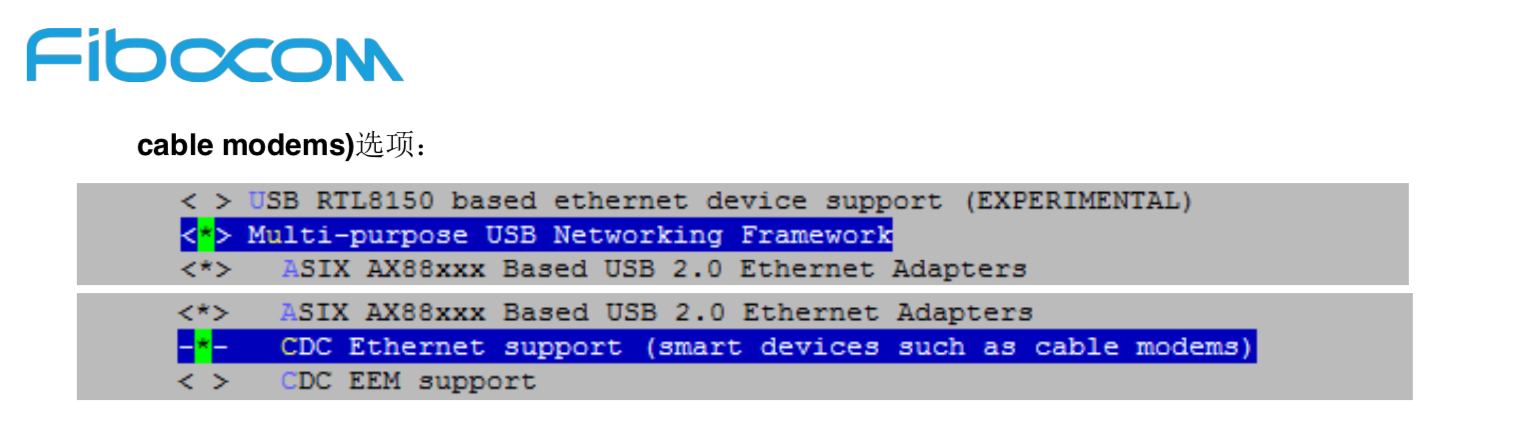 Fibocom
cable modems)选项：
< > USB RTL8150 based ethernet device support (EXPERIMENTAL)
<*> Multi-purpose USB Networking Framework
<*>   ASIX AX88xxx Based USB 2.0 Ethernet Adapters
<*>   ASIX AX88xxx Based USB 2.0 Ethernet Adapters
-*-   CDC Ethernet support (smart devices such as cable modems)
< >   CDC EEM support